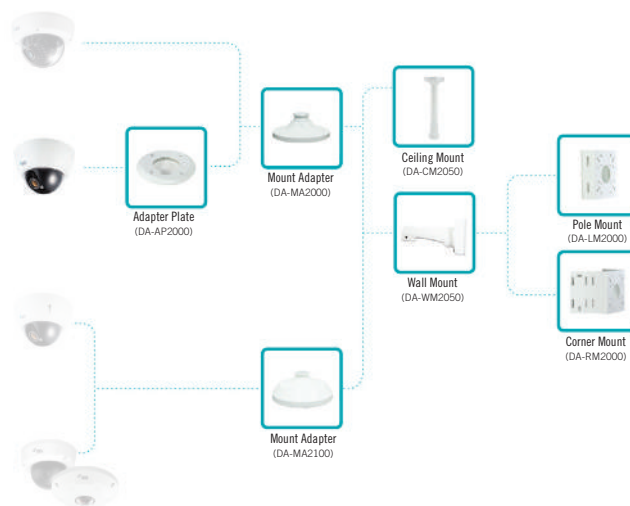 Ceiling Mount
(DA-CM2050)
Mount Adapter
(DA-MA2000)
Adapter Plate
(DA-AP2000)
Pole Mount
(DA-LM2000)
Wall Mount
(DA-WM2050)
Corner Mount
(DA-RM2000)
Mount Adapter
(DA-MA2100)